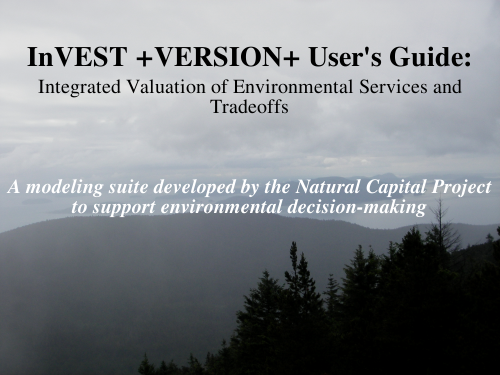 InVEST +VERSION+ User's Guide:
Integrated Valuation of Environmental Services and
Tradeoffs
A modeling suite developed by the Natural Capital Project
to support environmental decision-making